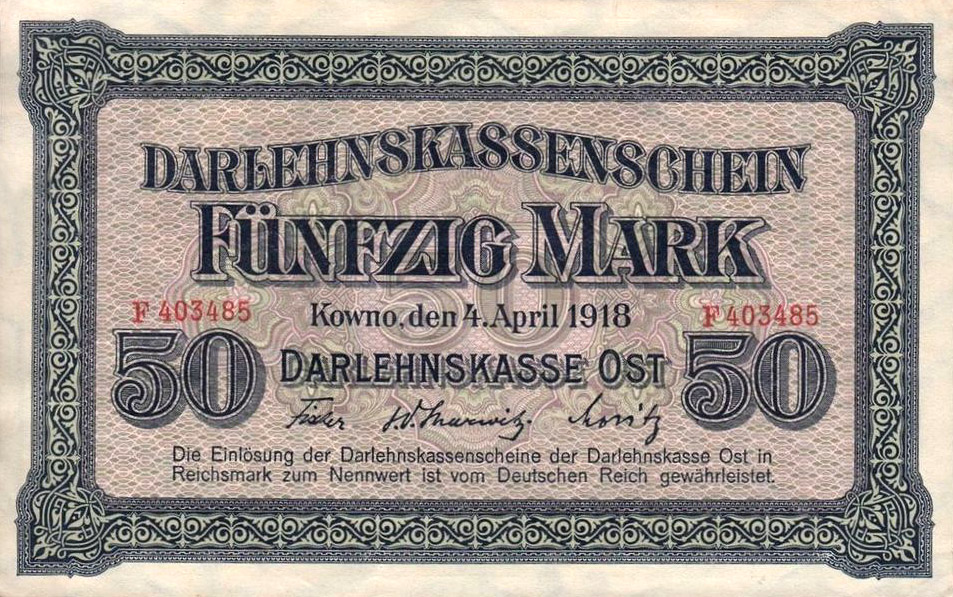 DARLEHNSKASSENSCHEIN
FÜNFZIG MARK
F 403485 Kowno, den 4. April 1918 F 403485
50 DARLEHNSKASSE OST 50
Die Einlösung der Darlehnskassenscheine der Darlehnskasse Ost in
Reichsmark zum Nennwert ist vom Deutschen Reich gewährleistet.